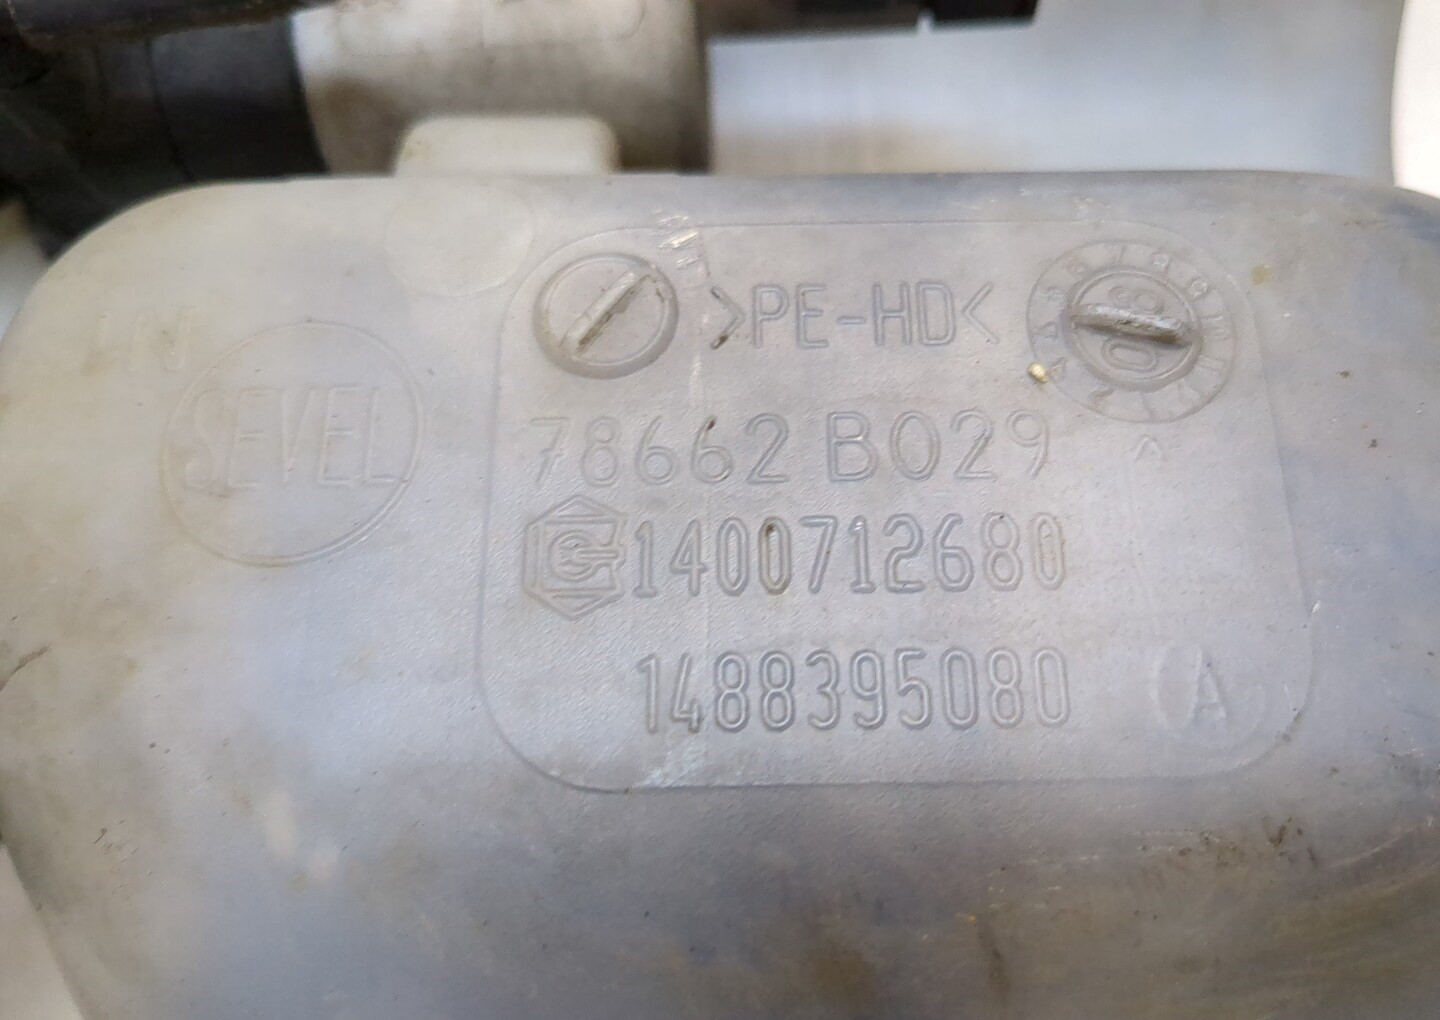 >PE-HD<
SEVEL
78662 B029
1400712680
1488395080 A